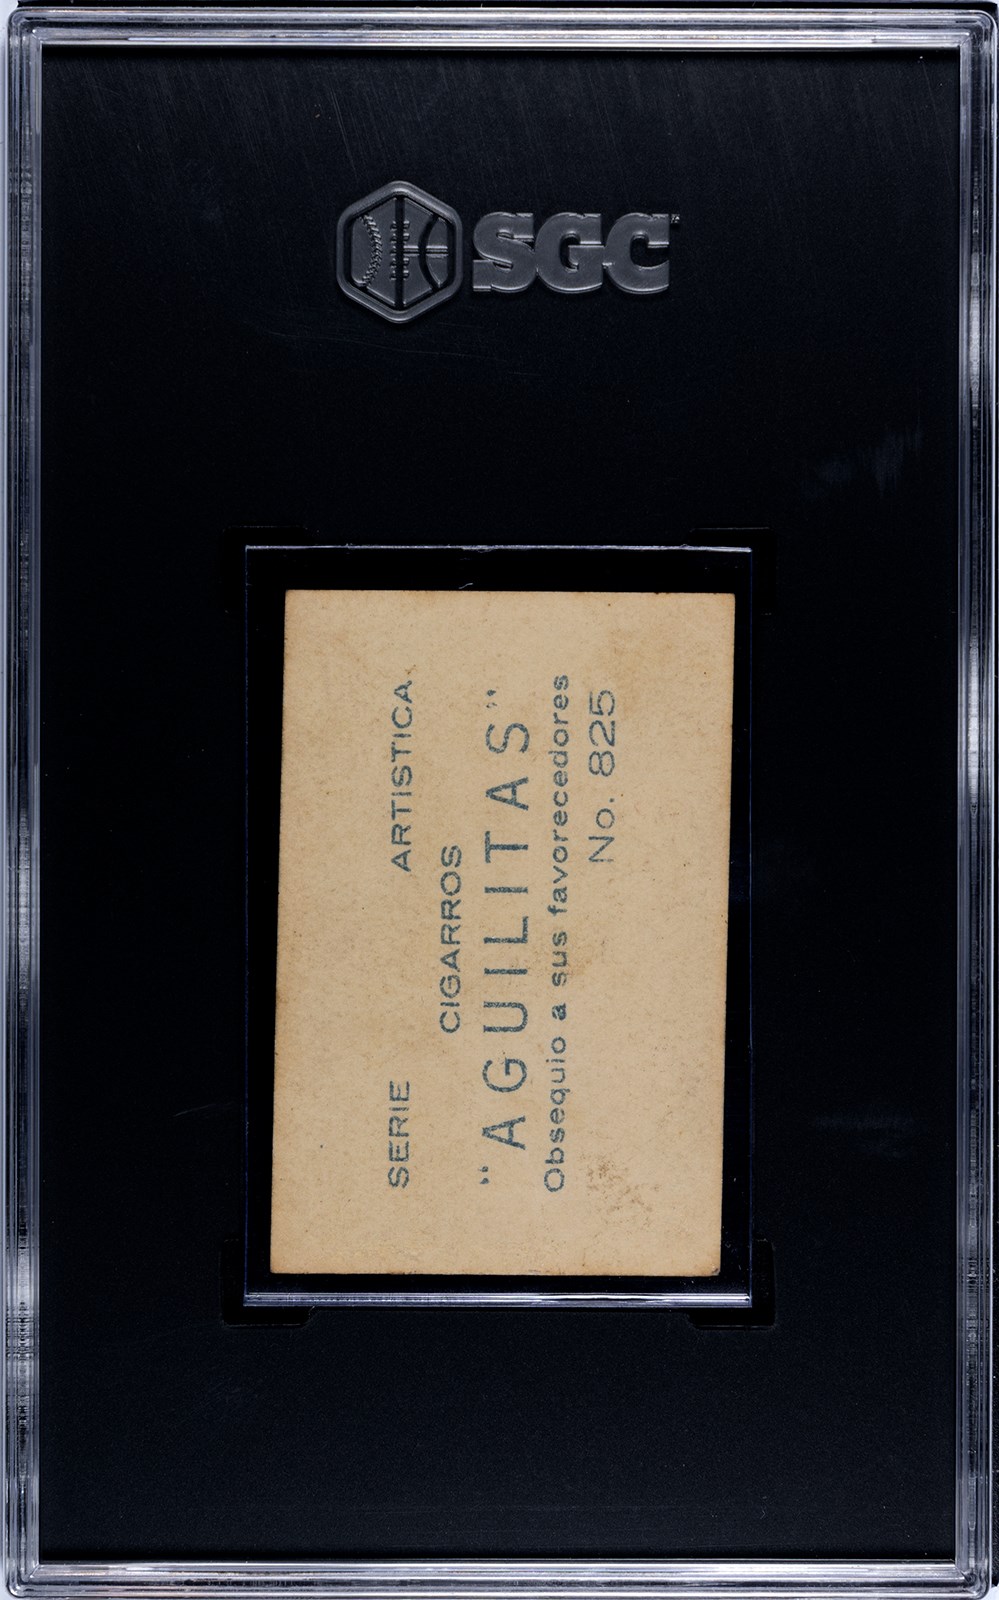 SGC
SERIE ARTISTICA.
CIGARROS
"AGUILITAS"
Obsequio a sus favorecedores
No. 825